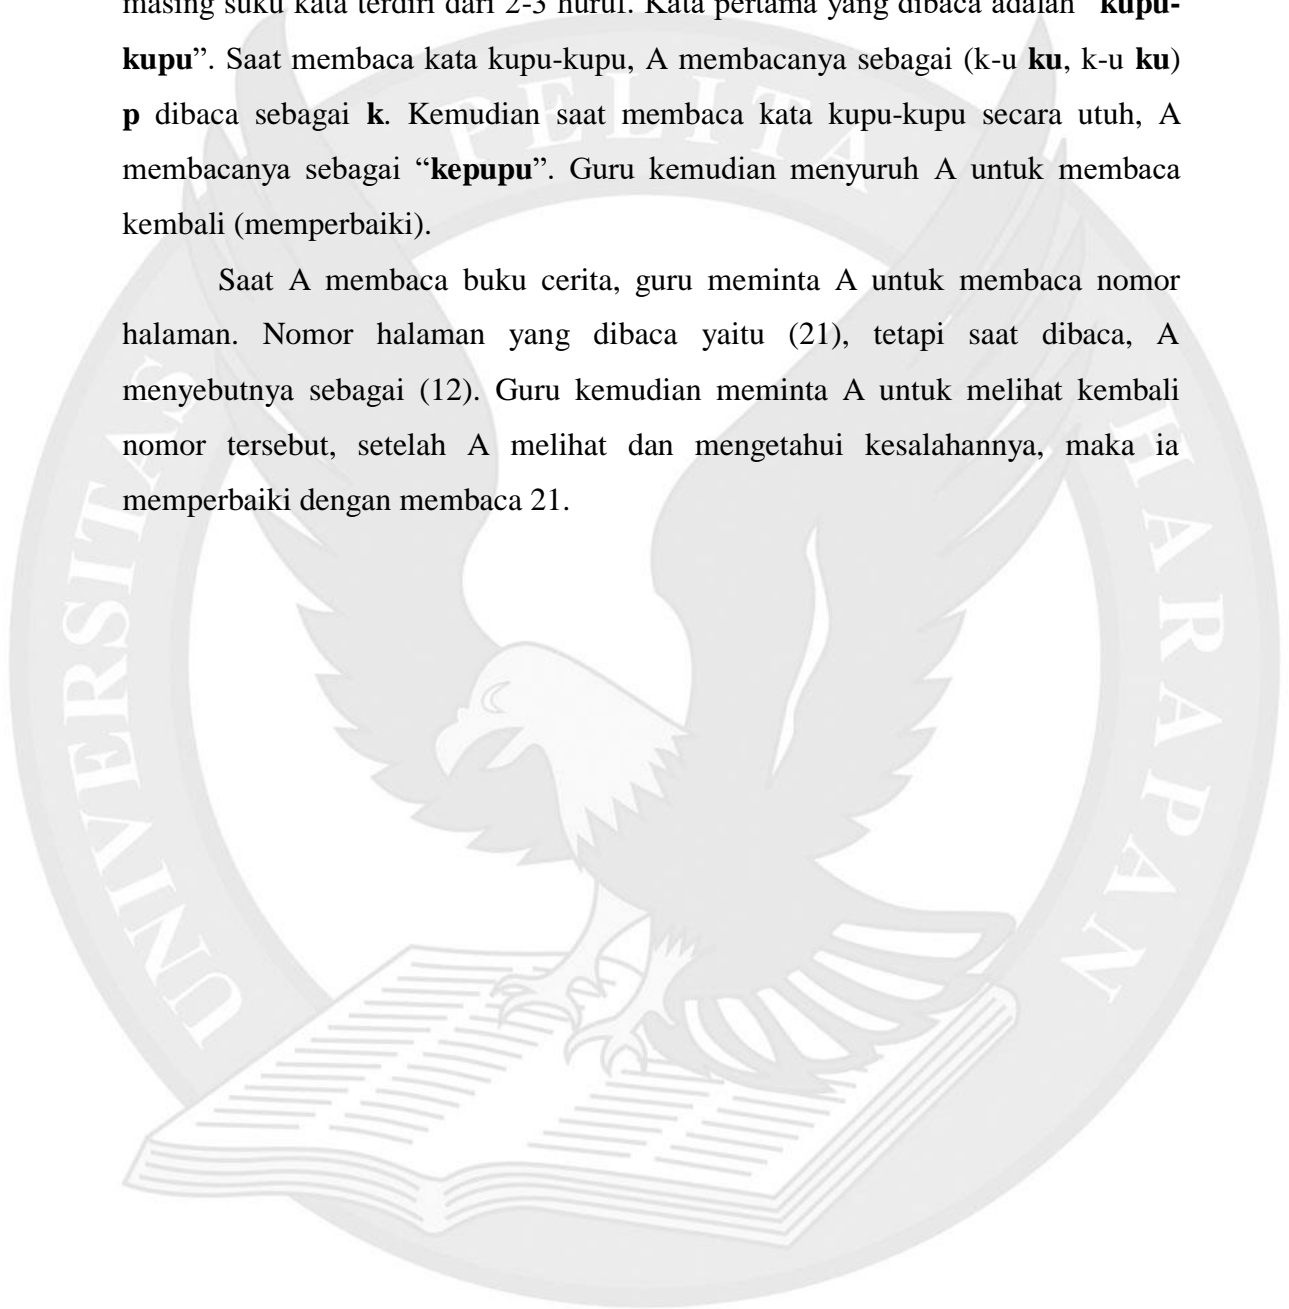 masing suku kata terdiri dari 2-3 huruf. Kata pertama yang dibaca adalah “kupu-
kupu”. Saat membaca kata kupu-kupu, A membacanya sebagai (k-u ku, k-u ku)
p dibaca sebagai k. Kemudian saat membaca kata kupu-kupu secara utuh, A
membacanya sebagai “kepupu”. Guru kemudian menyuruh A untuk membaca
kembali (memperbaiki).
Saat A membaca buku cerita, guru meminta A untuk membaca nomor
halaman. Nomor halaman yang dibaca yaitu (21), tetapi saat dibaca, A
menyebutnya sebagai (12). Guru kemudian meminta A untuk melihat kembali
nomor tersebut, setelah A melihat dan mengetahui kesalahannya, maka ia
memperbaiki dengan membaca 21.
UNIVERSITAS PELITA HARAPAN